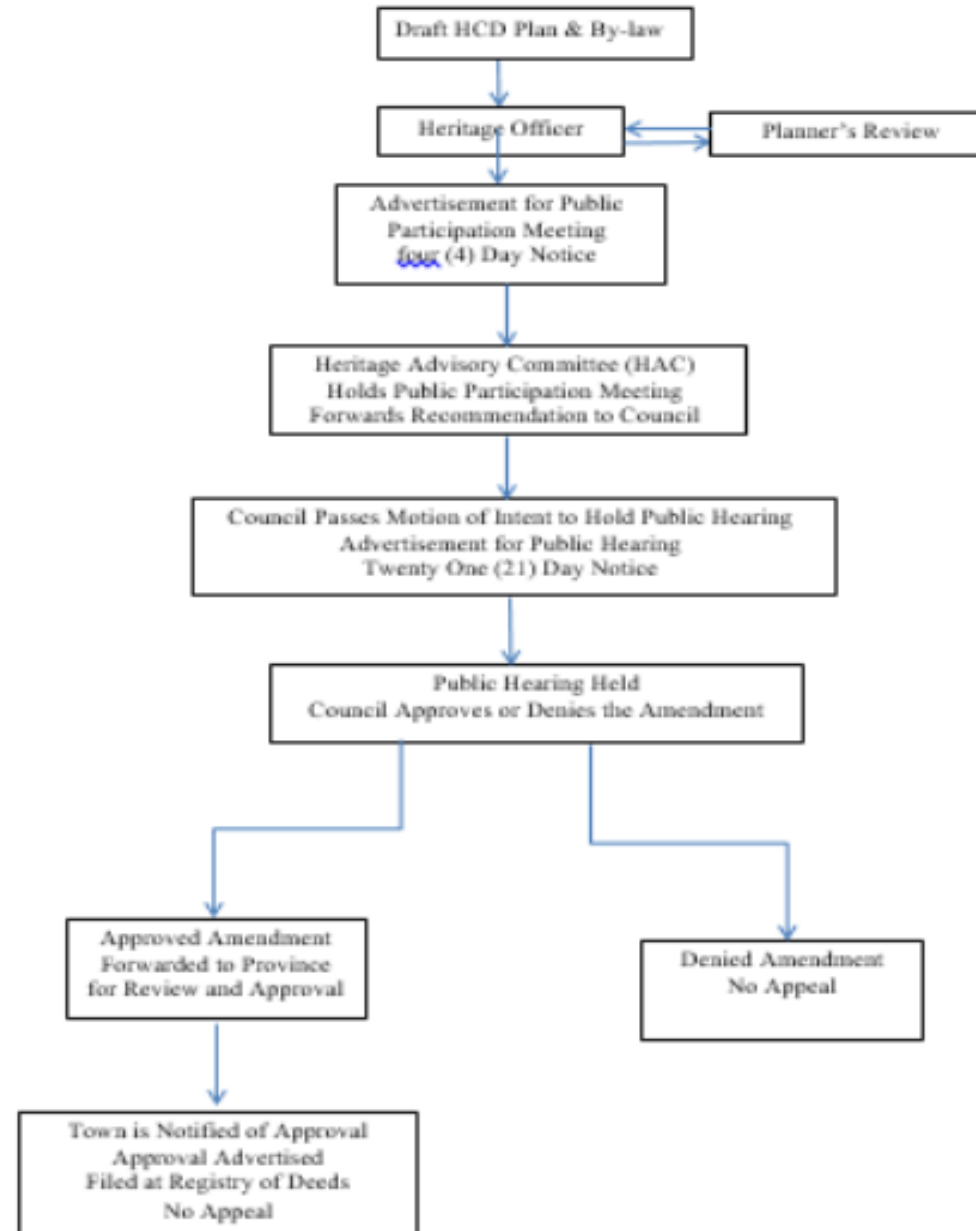 Draft HCD Plan & By-law
Heritage Officer
Planner's Review
Advertisement for Public
Participation Meeting
four (4) Day Notice
Heritage Advisory Committee (HAC)
Holds Public Participation Meeting
Forwards Recommendation to Council
Council Passes Motion of Intent to Hold Public Hearing
Advertisement for Public Hearing
Twenty One (21) Day Notice
Public Hearing Held
Council Approves or Denies the Amendment
Approved Amendment
Forwarded to Province
for Review and Approval
Denied Amendment
No Appeal
Town is Notified of Approval
Approval Advertised
Filed at Registry of Deeds
No Appeal